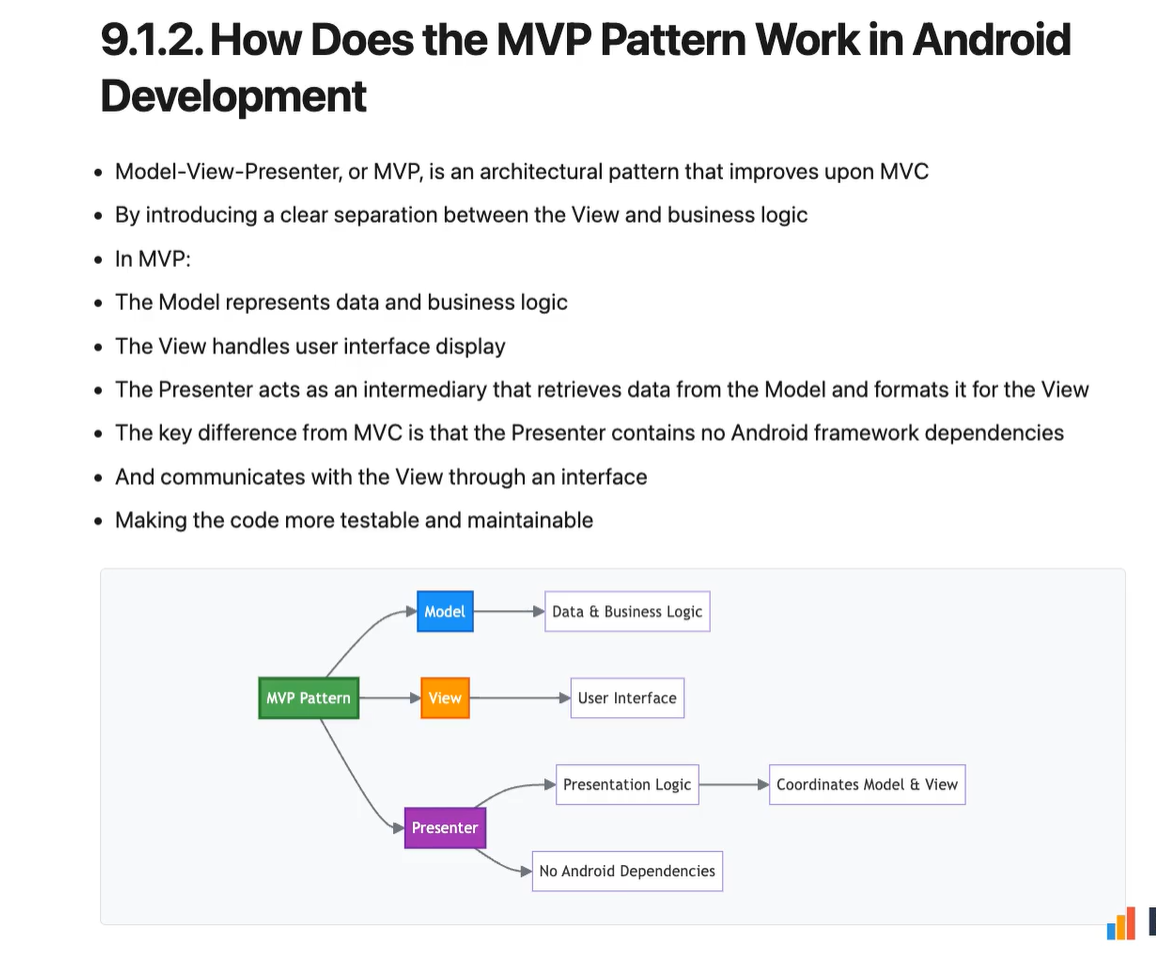 9.1.2. How Does the MVP Pattern Work in Android
Development
• Model-View-Presenter, or MVP, is an architectural pattern that improves upon MVC
• By introducing a clear separation between the View and business logic
• In MVP:
• The Model represents data and business logic
• The View handles user interface display
• The Presenter acts as an intermediary that retrieves data from the Model and formats it for the View
• The key difference from MVC is that the Presenter contains no Android framework dependencies
• And communicates with the View through an interface
• Making the code more testable and maintainable
Model
Data & Business Logic
MVP Pattern
View
User Interface
Presentation Logic
Coordinates Model & View
Presenter
No Android Dependencies